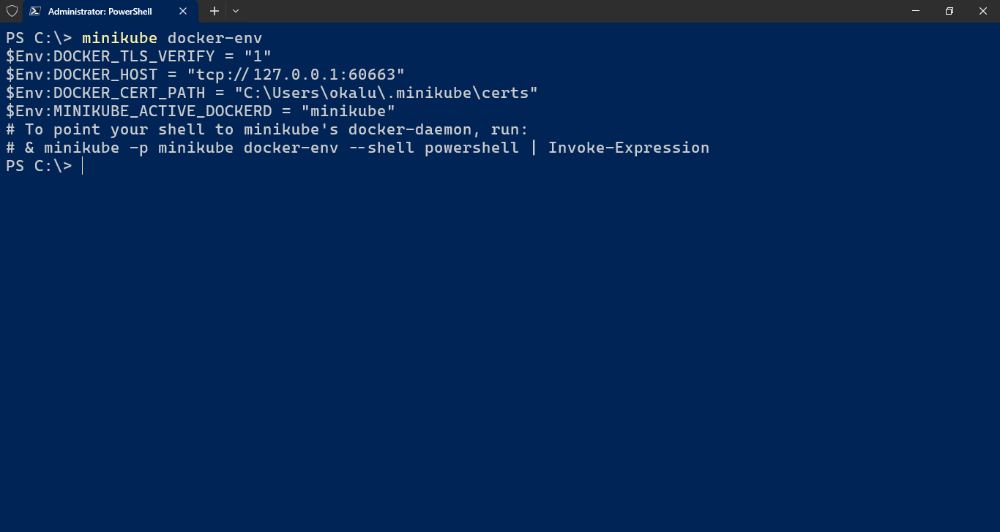 Administrator: PowerShell
PS C:\> minikube docker-env
$Env:DOCKER_TLS_VERIFY = "1"
$Env:DOCKER_HOST = "tcp://127.0.0.1:60663"
$Env:DOCKER_CERT_PATH = "C:\Users\okalu\.minikube\certs"
$Env:MINIKUBE_ACTIVE_DOCKERD = "minikube"
# To point your shell to minikube's docker-daemon, run:
# & minikube -p minikube docker-env --shell powershell | Invoke-Expression
PS C:\>